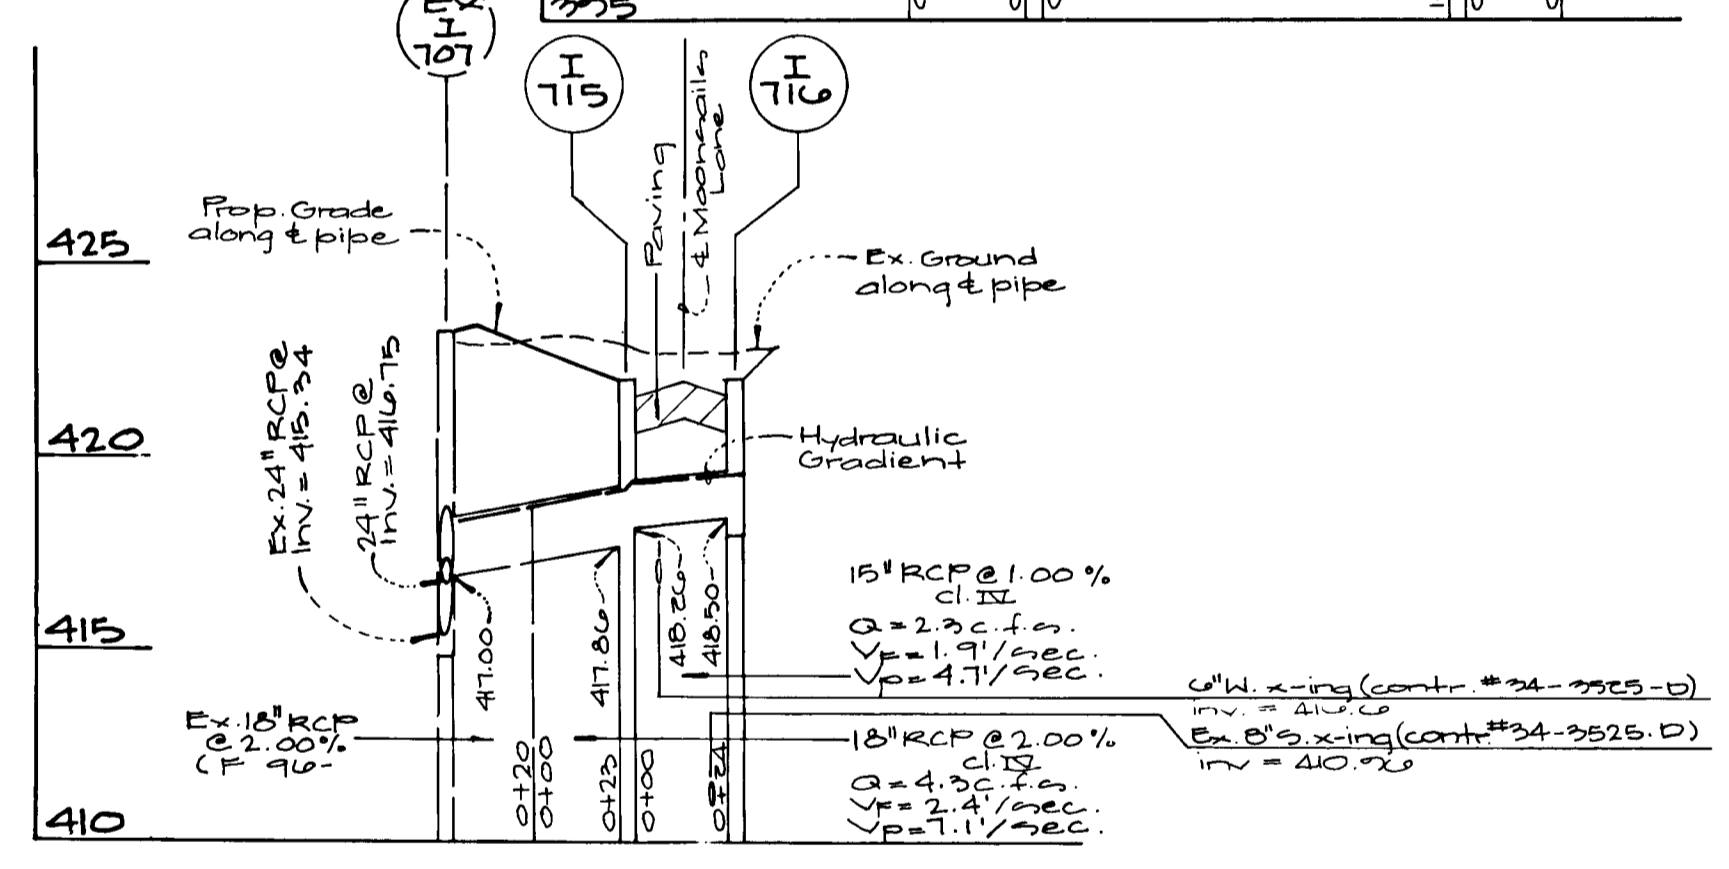 Ex.
I
707
395
I
715
I
716
Paving
℄ Moonsails
Lane
Prop. Grade
along ℄ pipe
425
Ex. Ground
along ℄ pipe
Ex. 24" RCP @
Inv. = 415.34
24" RCP @
Inv. = 416.75
420
Hydraulic
Gradient
415
417.00
417.86
418.26
418.50
15" RCP @ 1.00 %
cl. IV
Q = 2.3 c.f.s.
VF = 1.9'/sec.
Vp = 4.7'/sec.
6" W. x-ing (contr. #34-3525-D)
inv. = 416.6
Ex. 18" RCP
@ 2.00%
(F 96-
18" RCP @ 2.00 %
cl. IV
Q = 4.3 c.f.s.
VF = 2.4'/sec.
Vp = 7.1'/sec.
Ex. 8" S. x-ing (contr. #34-3525-D)
inv = 410.96
410
0+20
0+00
0+23
0+00
0+24